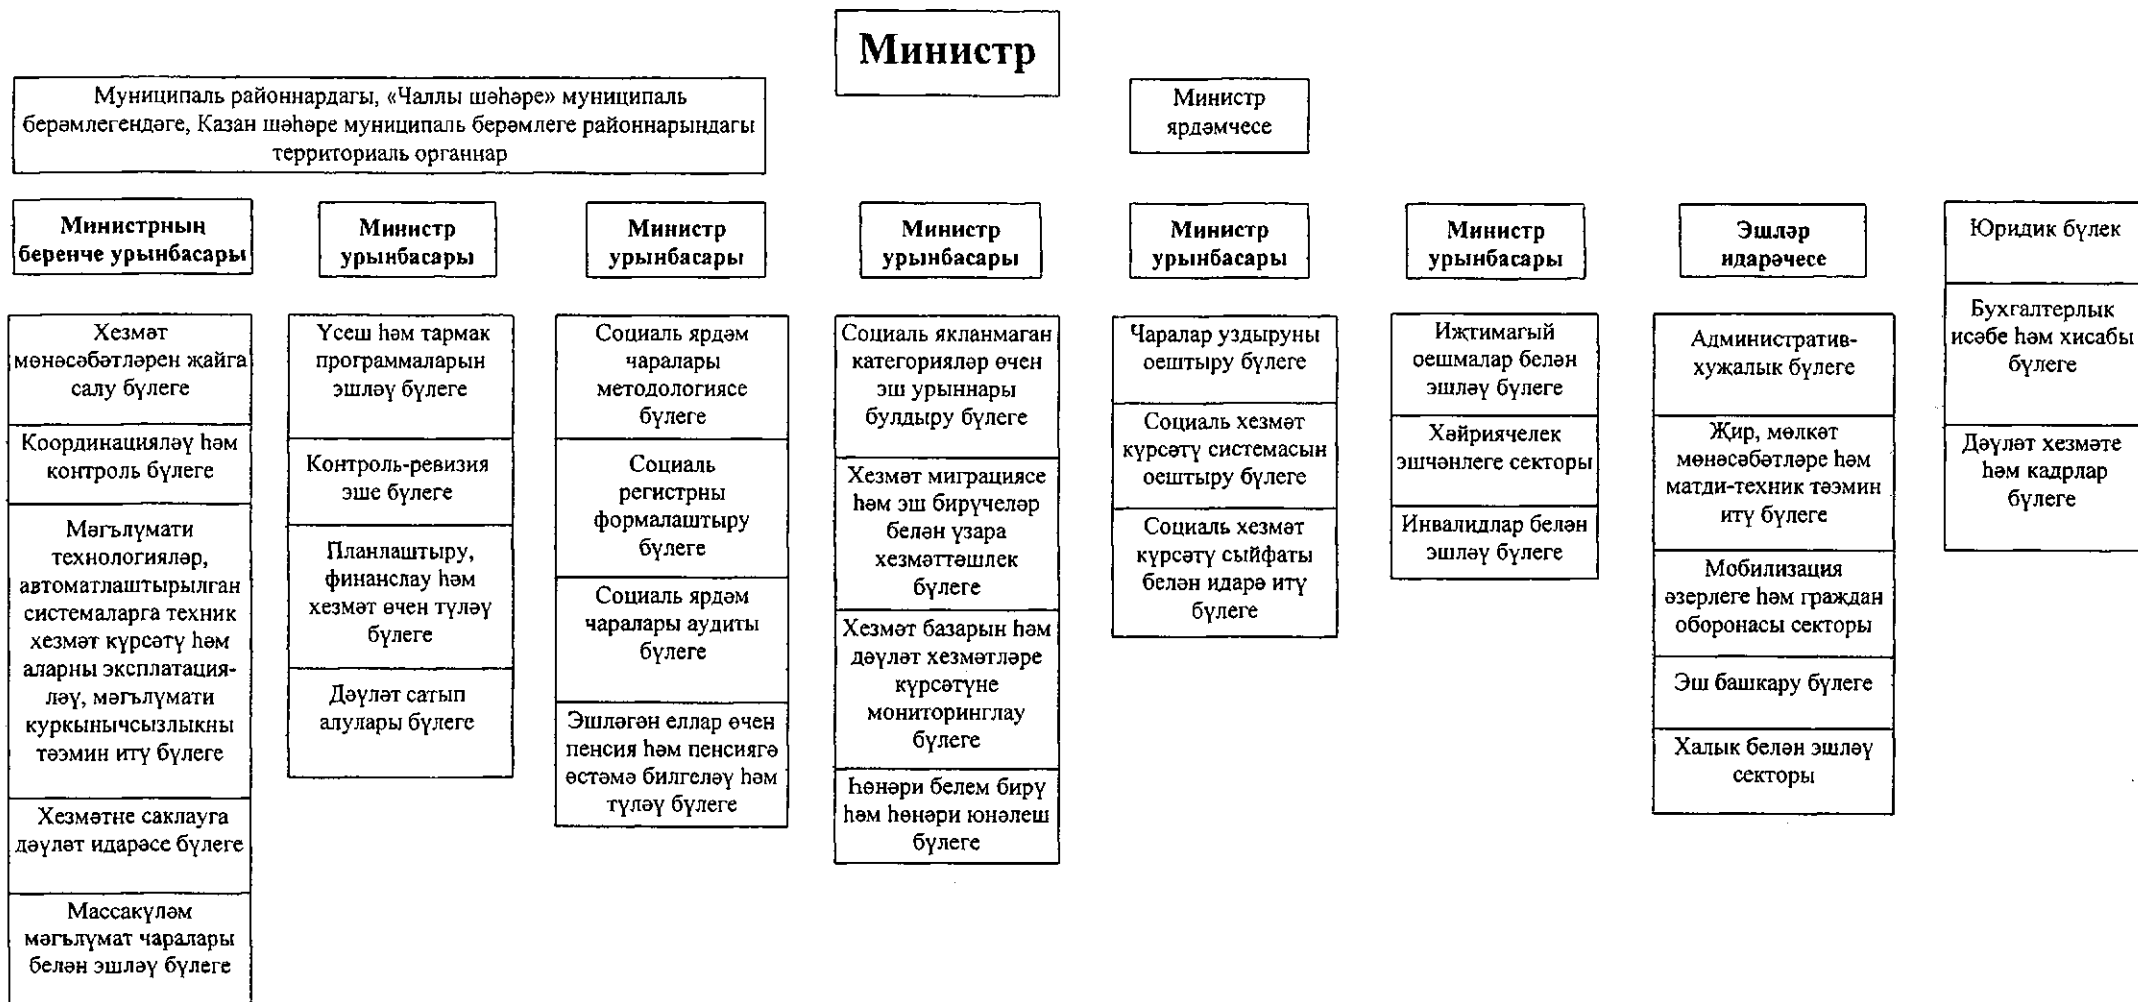 Министр
Муниципаль районнардагы, «Чаллы шәһәре» муниципаль
берәмлегендәге, Казан шәһәре муниципаль берәмлеге районнарындагы
территориаль органнар
Министр
ярдәмчесе
Министрның
беренче урынбасары
Хезмәт
мөнәсәбәтләрен җайга
салу бүлеге
Координацияләү һәм
контроль бүлеге
Мәгълүмати
технологияләр,
автоматлаштырылган
системаларга техник
хезмәт күрсәтү һәм
аларны эксплатация-
ләү, мәгълүмати
куркынычсызлыкны
тәэмин итү бүлеге
Хезмәтне саклауга
дәүләт идарәсе бүлеге
Массакүләм
мәгълүмат чаралары
белән эшләү бүлеге
Министр
урынбасары
Үсеш һәм тармак
программаларын
эшләү бүлеге
Контроль-ревизия
эше бүлеге
Планлаштыру,
финанслау һәм
хезмәт өчен түләү
бүлеге
Дәүләт сатып
алулары бүлеге
Министр
урынбасары
Социаль ярдәм
чаралары
методологиясе
бүлеге
Социаль
регистрны
формалаштыру
бүлеге
Социаль ярдәм
чаралары аудиты
бүлеге
Эшләгән еллар өчен
пенсия һәм пенсиягә
өстәмә билгеләү һәм
түләү бүлеге
Министр
урынбасары
Социаль якланмаган
категорияләр өчен
эш урыннары
булдыру бүлеге
Хезмәт миграциясе
һәм эш бирүчеләр
белән үзара
хезмәттәшлек
бүлеге
Хезмәт базарын һәм
дәүләт хезмәтләре
күрсәтүне
мониторинглау
бүлеге
Һөнәри белем бирү
һәм һөнәри юнәлеш
бүлеге
Министр
урынбасары
Чаралар уздыруны
оештыру бүлеге
Социаль хезмәт
күрсәтү системасын
оештыру бүлеге
Социаль хезмәт
күрсәтү сыйфаты
белән идарә итү
бүлеге
Министр
урынбасары
Иҗтимагый
оешмалар белән
эшләү бүлеге
Хәйриячелек
эшчәнлеге секторы
Инвалидлар белән
эшләү бүлеге
Эшләр
идарәчесе
Административ-
хуҗалык бүлеге
Җир, мөлкәт
мөнәсәбәтләре һәм
матди-техник тәэмин
итү бүлеге
Мобилизация
әзерлеге һәм граждан
оборонасы секторы
Эш башкару бүлеге
Халык белән эшләү
секторы
Юридик бүлек
Бухгалтерлык
исәбе һәм хисабы
бүлеге
Дәүләт хезмәте
һәм кадрлар
бүлеге